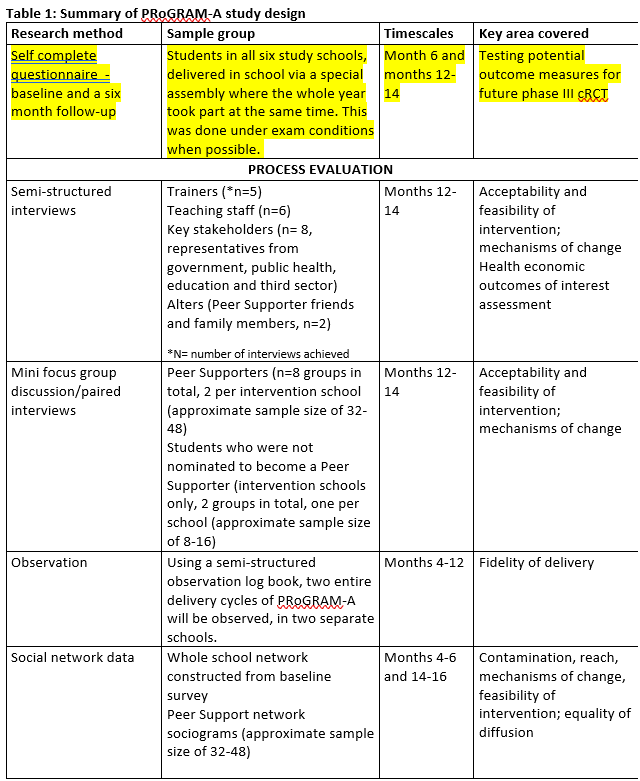 Table 1: Summary of PRoGRAM-A study design
Research method
Sample group
Timescales
Key area covered
Self complete
questionnaire -
baseline and a six
month follow-up
Students in all six study schools,
delivered in school via a special
assembly where the whole year
took part at the same time. This
was done under exam conditions
when possible.
Month 6 and
months 12-
14
Testing potential
outcome measures for
future phase III cRCT
PROCESS EVALUATION
Semi-structured
interviews
Trainers (*n=5)
Teaching staff (n=6)
Key stakeholders (n= 8,
representatives from
government, public health,
education and third sector)
Alters (Peer Supporter friends
and family members, n=2)
*N= number of interviews achieved
Months 12-
14
Acceptability and
feasibility of
intervention;
mechanisms of change
Health economic
outcomes of interest
assessment
Mini focus group
discussion/paired
interviews
Peer Supporters (n=8 groups in
total, 2 per intervention school
(approximate sample size of 32-
48)
Students who were not
nominated to become a Peer
Supporter (intervention schools
only, 2 groups in total, one per
school (approximate sample size
of 8-16)
Months 12-
14
Acceptability and
feasibility of
intervention;
mechanisms of change
Observation
Using a semi-structured
observation log book, two entire
delivery cycles of PRoGRAM-A
will be observed, in two separate
schools.
Months 4-12
Fidelity of delivery
Social network data
Whole school network
constructed from baseline
survey
Peer Support network
sociograms (approximate sample
size of 32-48)
Months 4-6
and 14-16
Contamination, reach,
mechanisms of change,
feasibility of
intervention; equality of
diffusion